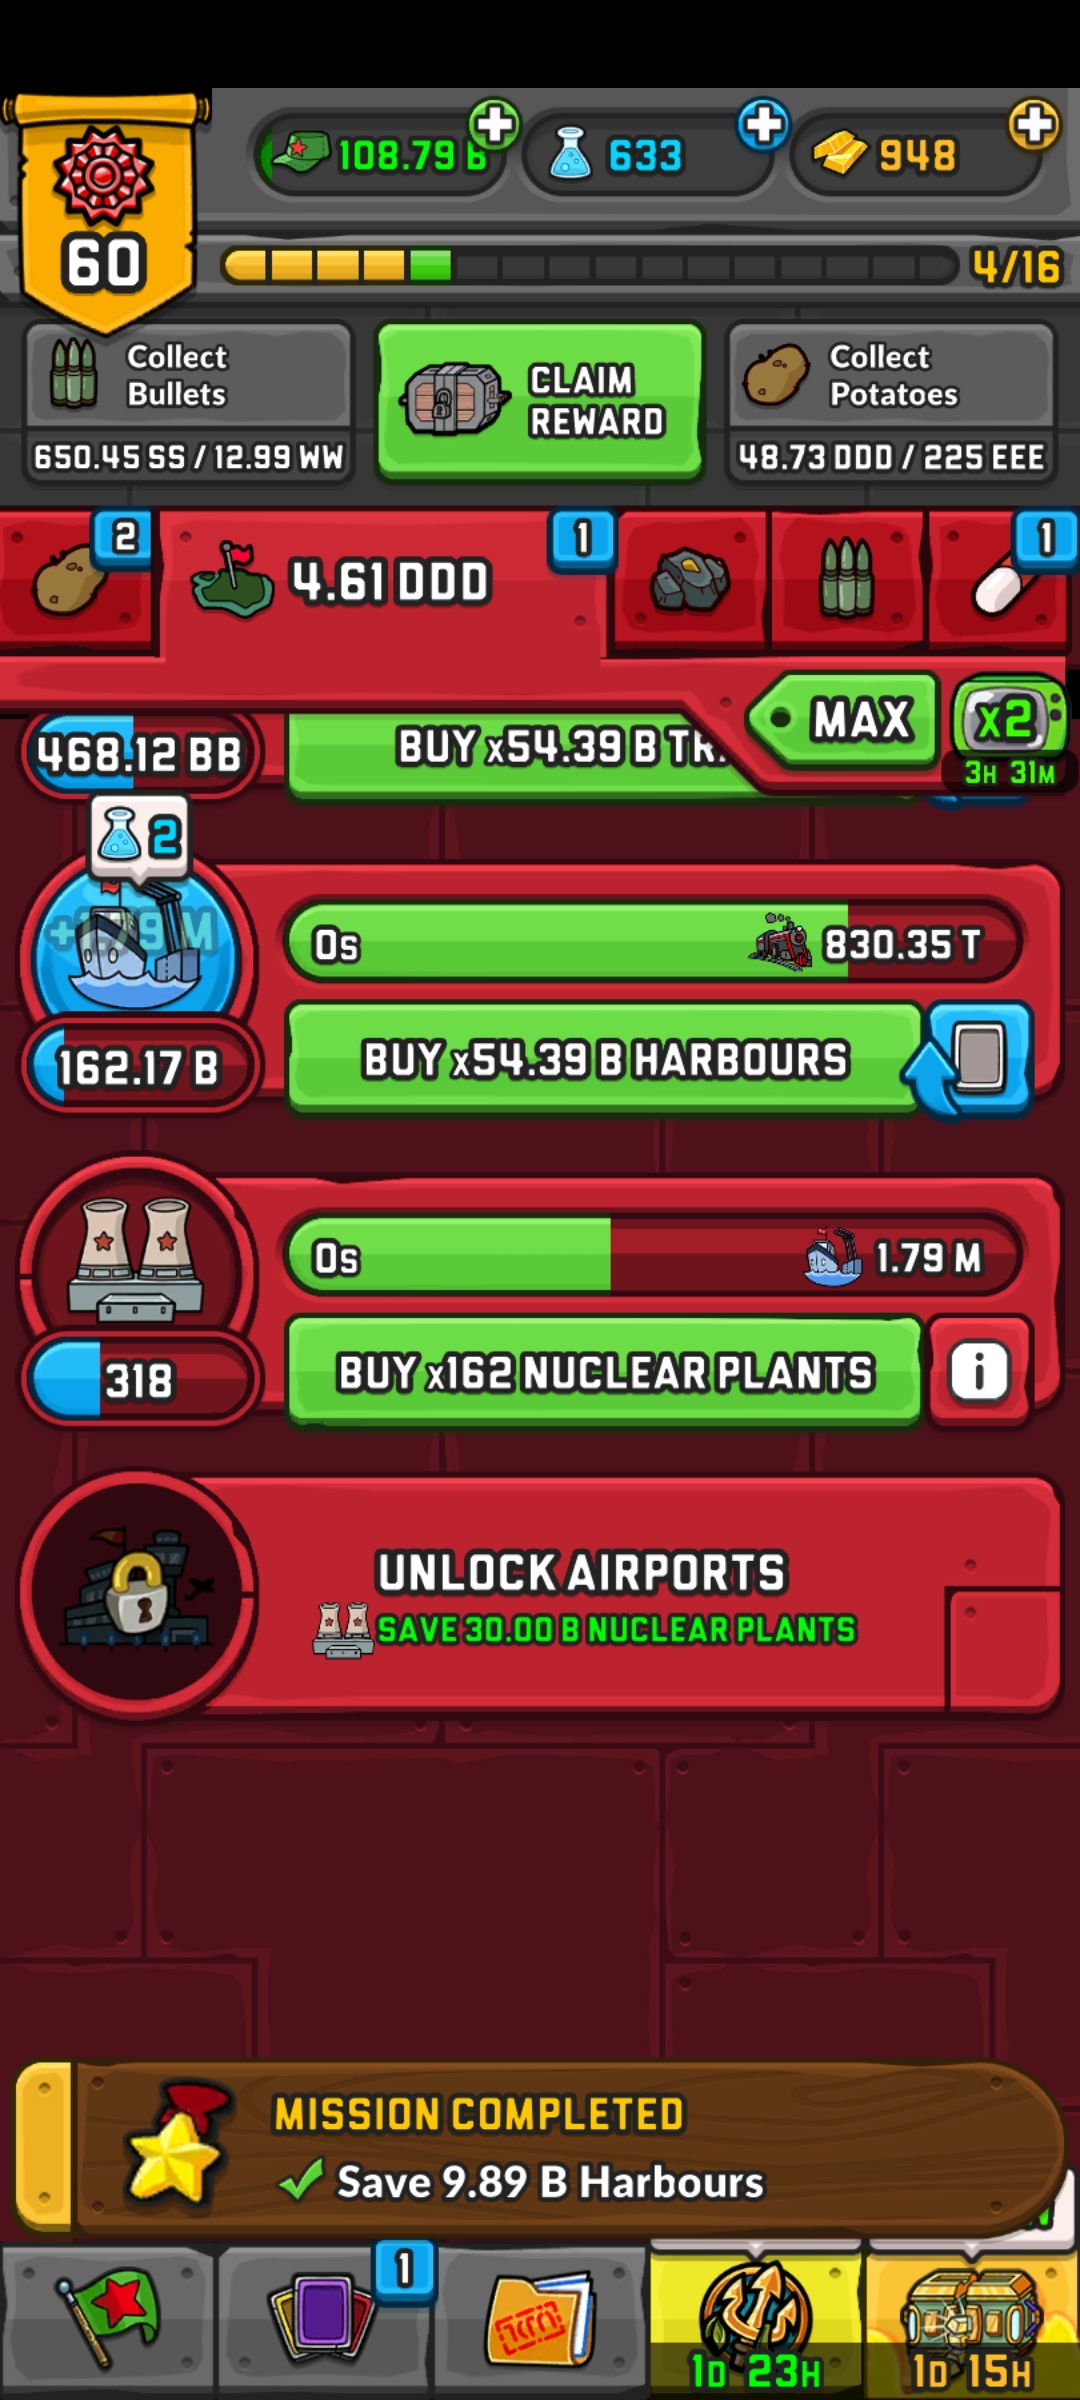 108.79 B
633
948
60
4/16
Collect
Bullets
650.45 SS / 12.99 WW
CLAIM
REWARD
Collect
Potatoes
48.73 DDD / 225 EEE
2
4.61 DDD
1
1
468.12 BB
BUY x54.39 B
MAX
x2
3H 31M
2
0s
830.35 T
162.17 B
BUY x54.39 B HARBOURS
0s
1.79 M
318
BUY x162 NUCLEAR PLANTS
i
UNLOCK AIRPORTS
SAVE 30.00 B NUCLEAR PLANTS
MISSION COMPLETED
Save 9.89 B Harbours
1
1D 23H
1D 15H